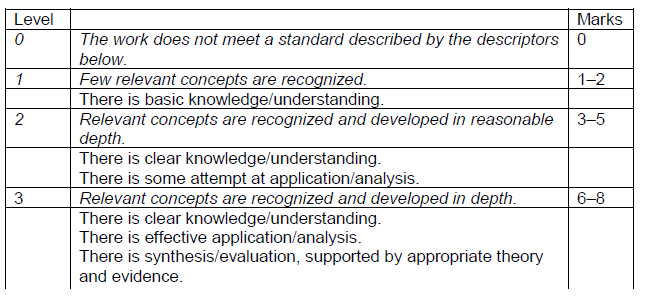 Level Marks
0 The work does not meet a standard described by the descriptors 0
below.
1 Few relevant concepts are recognized. 1–2
There is basic knowledge/understanding.
2 Relevant concepts are recognized and developed in reasonable 3–5
depth.
There is clear knowledge/understanding.
There is some attempt at application/analysis.
3 Relevant concepts are recognized and developed in depth. 6–8
There is clear knowledge/understanding.
There is effective application/analysis.
There is synthesis/evaluation, supported by appropriate theory
and evidence.